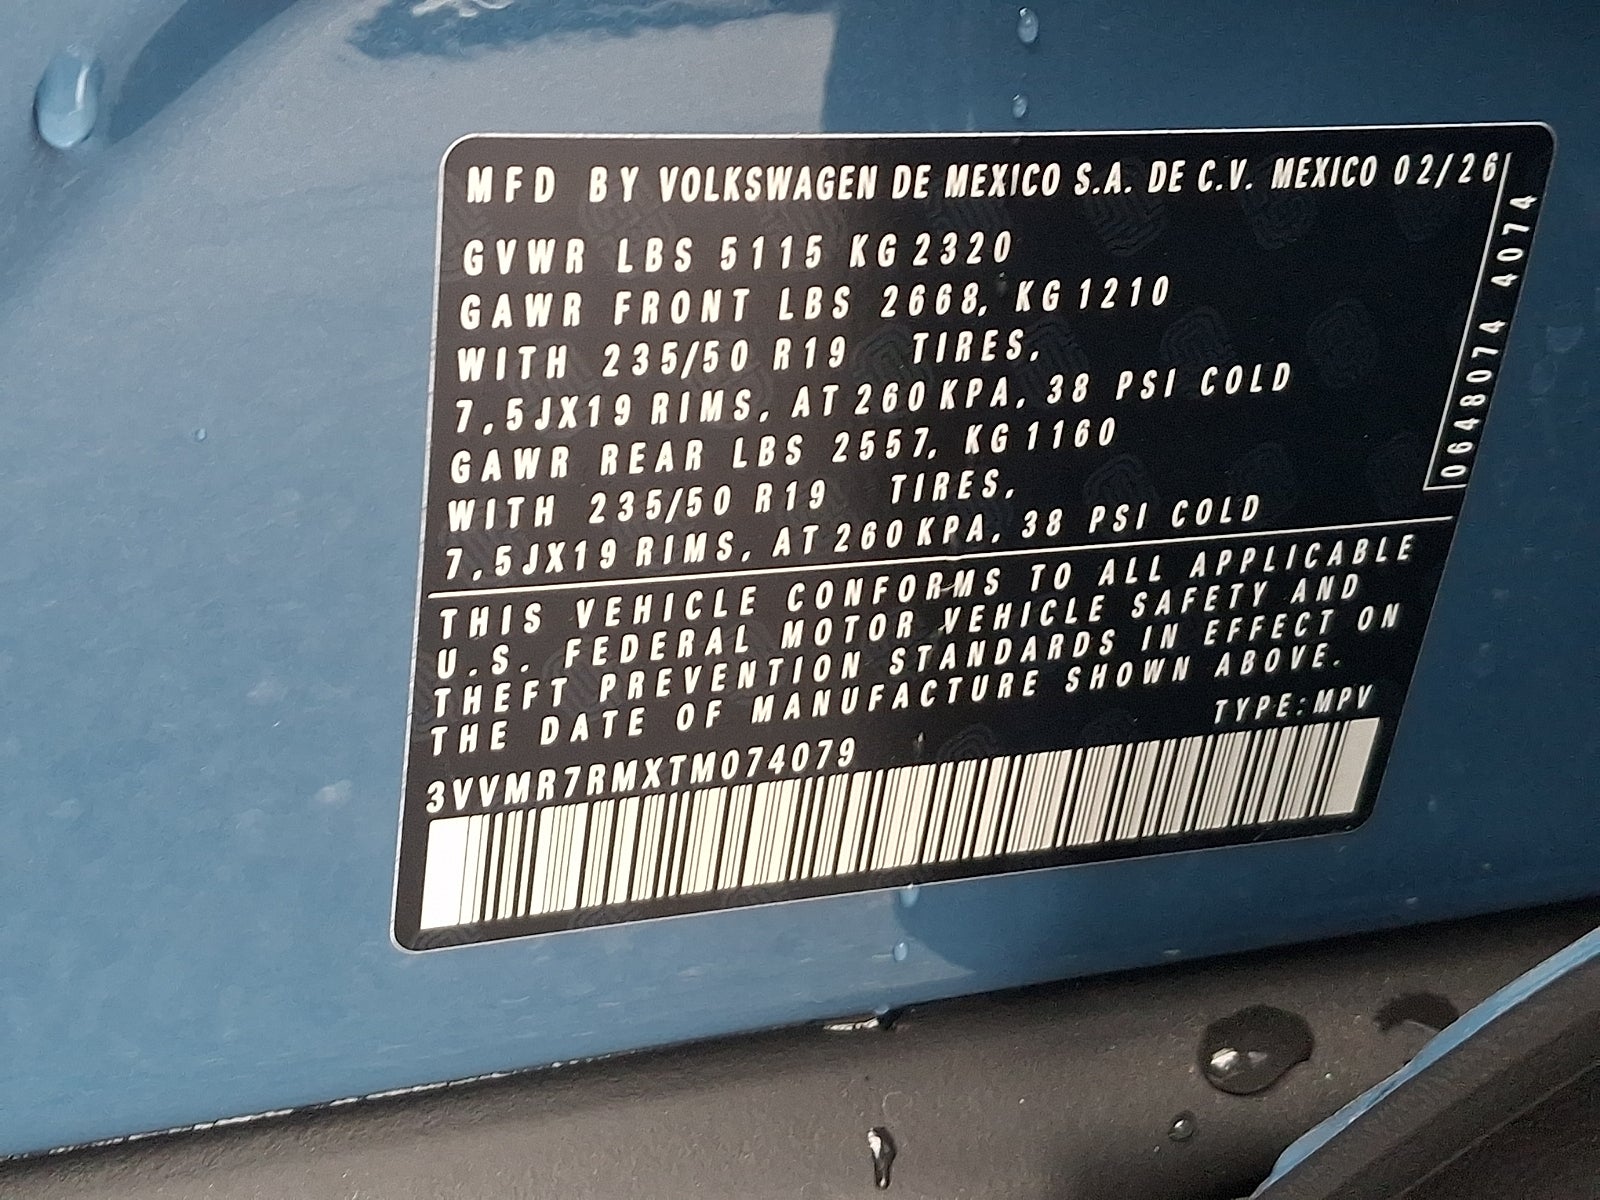 MFD BY VOLKSWAGEN DE MEXICO S.A. DE C.V. MEXICO 02/26
GVWR LBS 5115 KG 2320
GAWR FRONT LBS 2668, KG 1210
WITH 235/50 R19 TIRES,
7,5JX19 RIMS, AT 260 KPA, 38 PSI COLD
GAWR REAR LBS 2557, KG 1160
WITH 235/50 R19 TIRES,
7,5JX19 RIMS, AT 260 KPA, 38 PSI COLD
0648074 4074
THIS VEHICLE CONFORMS TO ALL APPLICABLE
U.S. FEDERAL MOTOR VEHICLE SAFETY AND
THEFT PREVENTION STANDARDS IN EFFECT ON
THE DATE OF MANUFACTURE SHOWN ABOVE.
TYPE:MPV
3VVMR7RMXTM074079